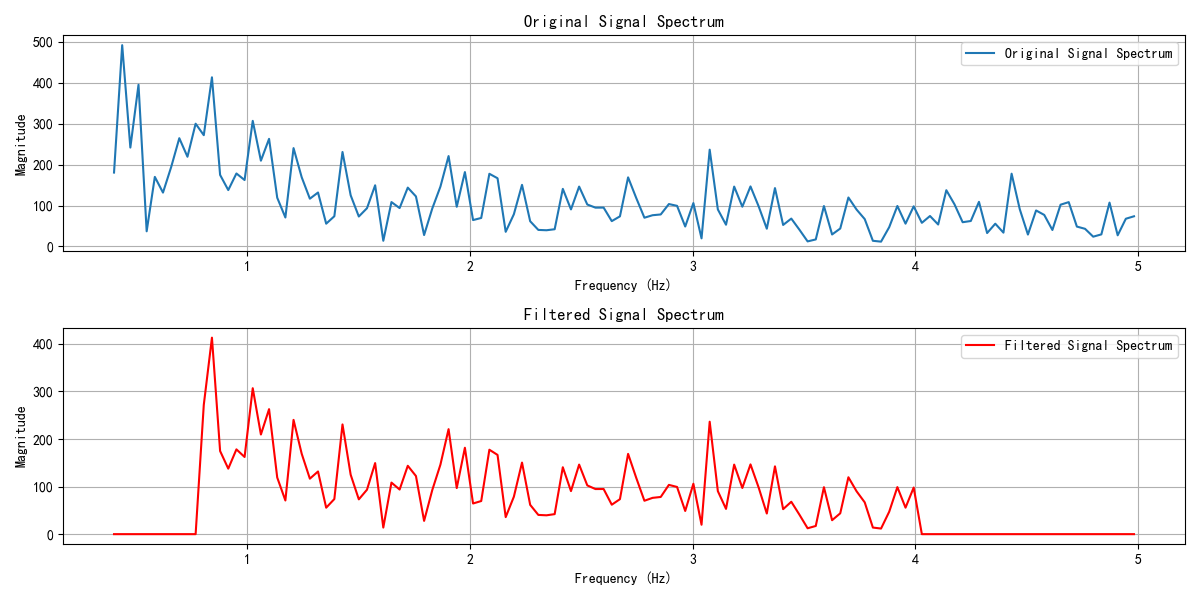 Original Signal Spectrum
500
400
300
200
100
0
Magnitude
Original Signal Spectrum
1
2
3
4
5
Frequency (Hz)
Filtered Signal Spectrum
400
300
200
100
0
Magnitude
Filtered Signal Spectrum
1
2
3
4
5
Frequency (Hz)